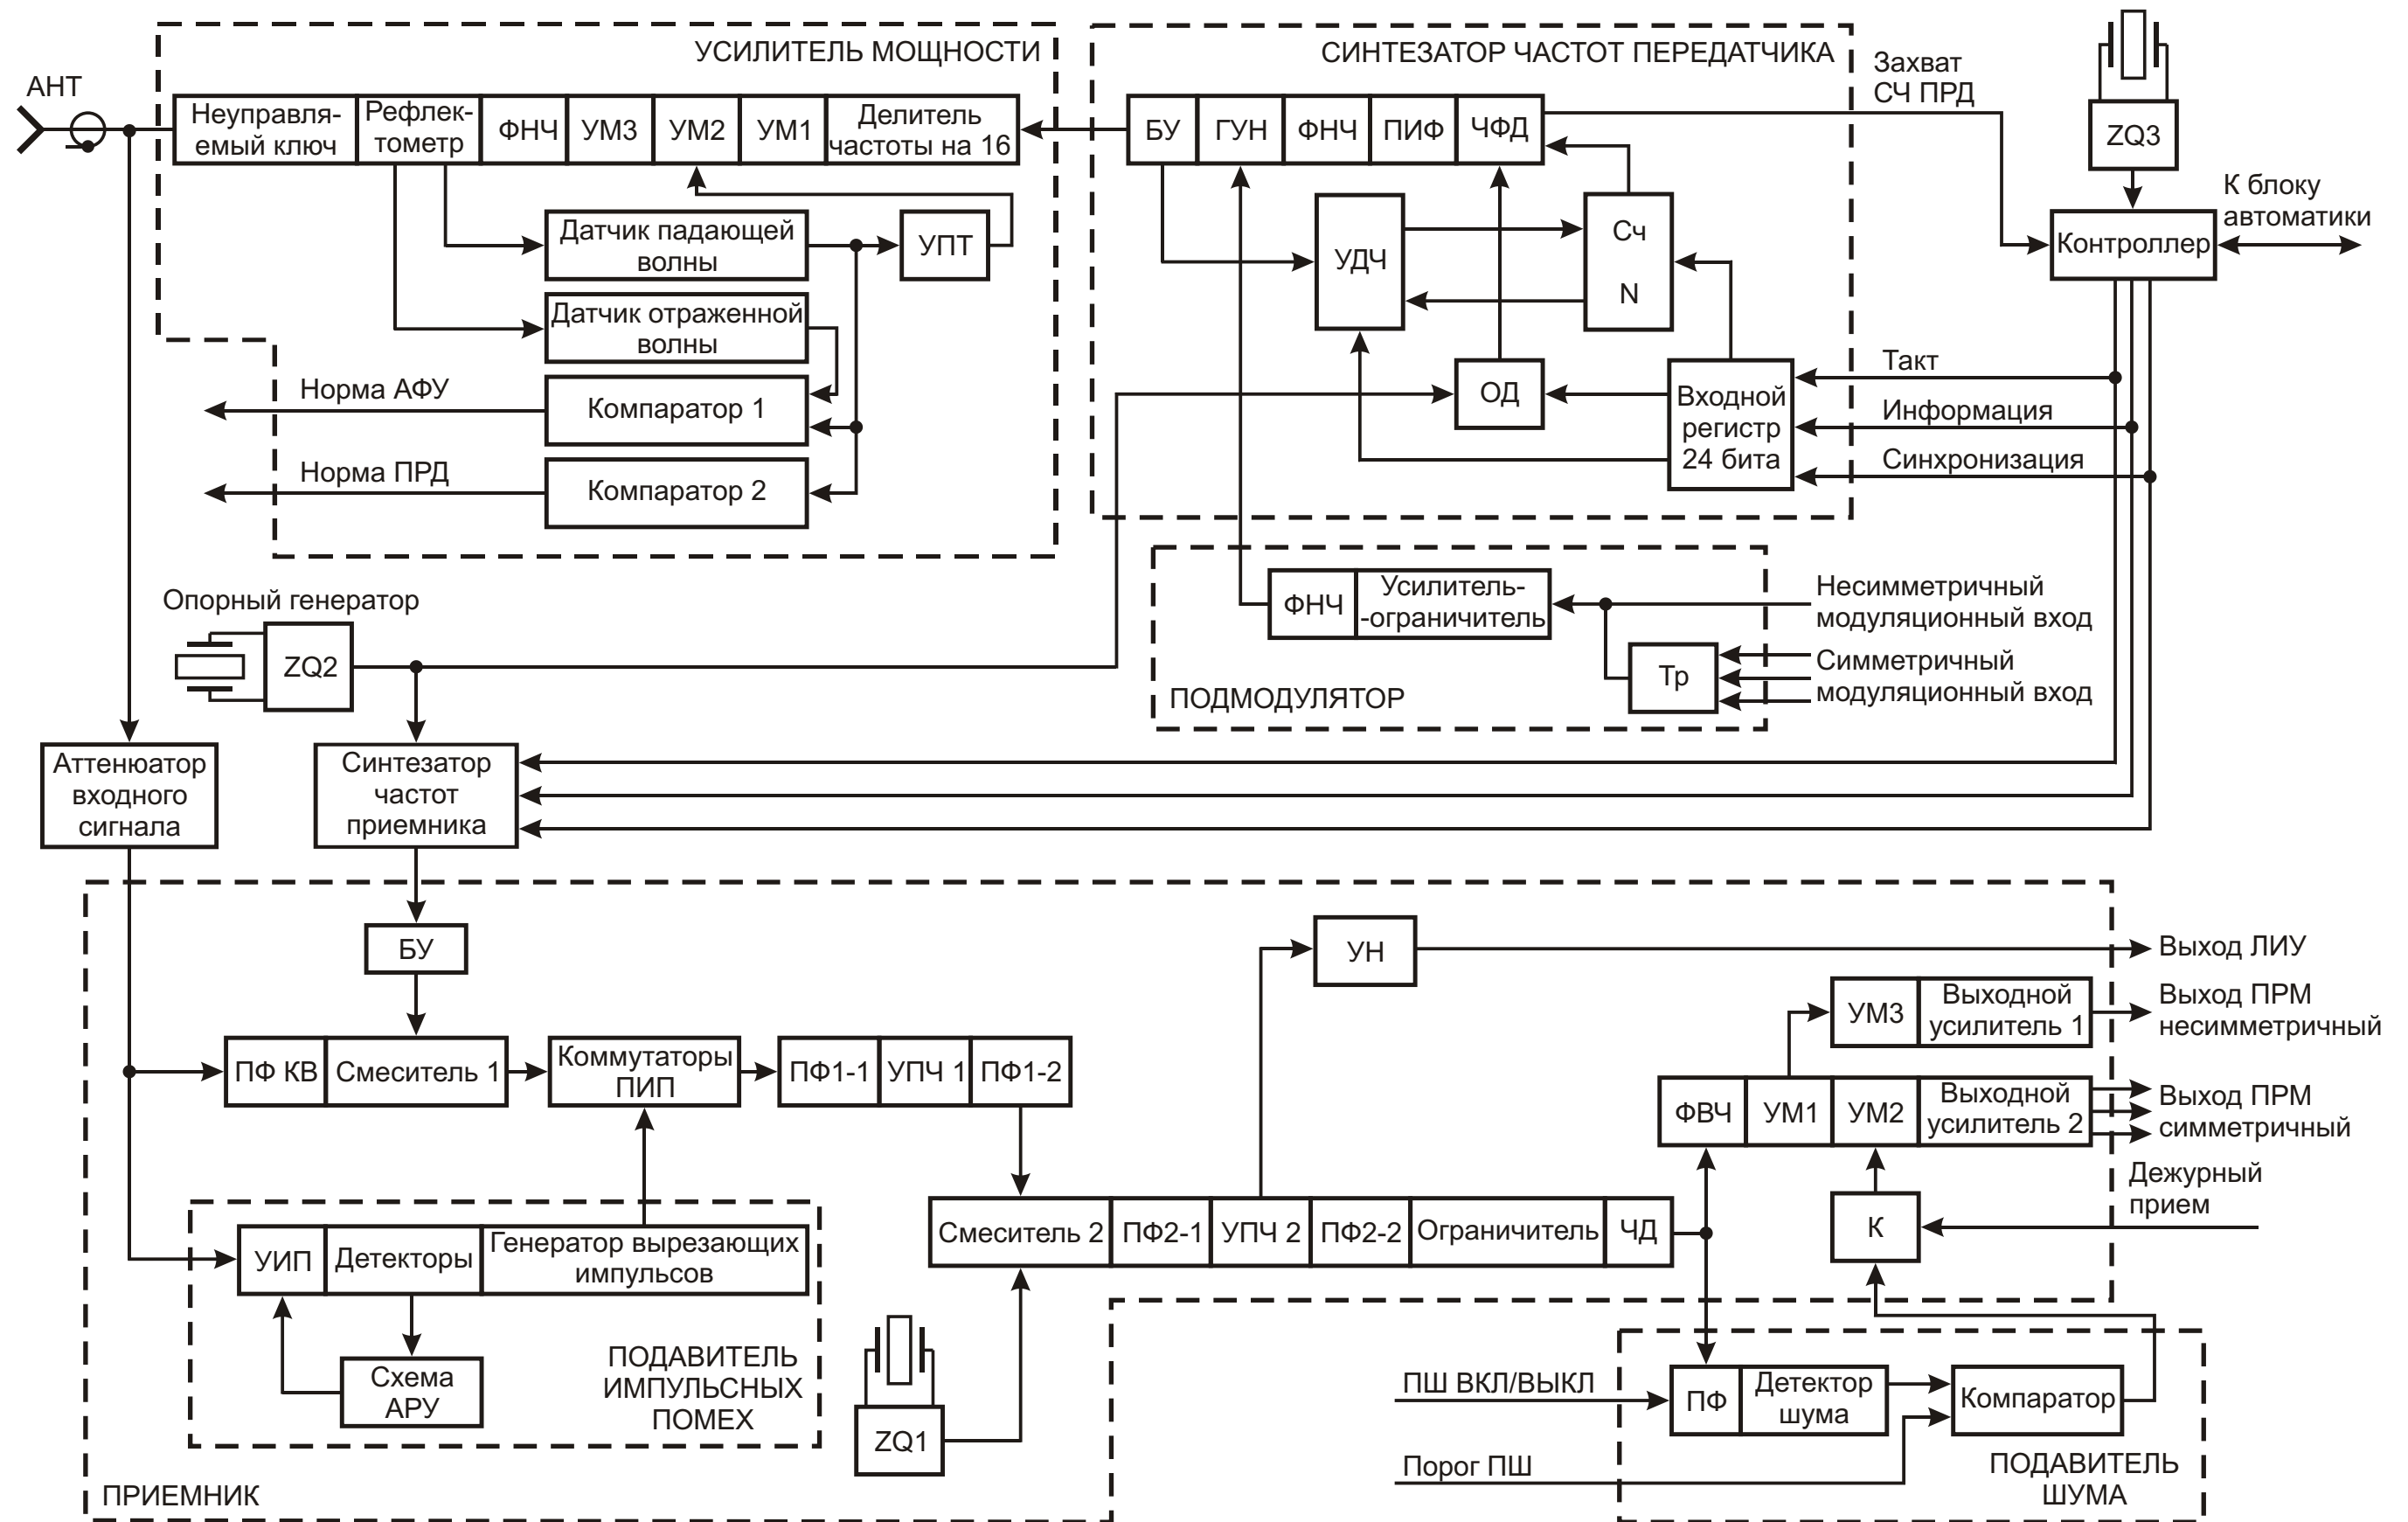 УСИЛИТЕЛЬ МОЩНОСТИ
СИНТЕЗАТОР ЧАСТОТ ПЕРЕДАТЧИКА
Захват
СЧ ПРД
АНТ
Неуправля-
емый ключ
Рефлек-
тометр
ФНЧ
УМ3
УМ2
УМ1
Делитель
частоты на 16
БУ
ГУН
ФНЧ
ПИФ
ЧФД
ZQ3
К блоку
автоматики
Контроллер
Датчик падающей
волны
УПТ
УДЧ
Сч
N
Датчик отраженной
волны
Норма АФУ
Компаратор 1
Норма ПРД
Компаратор 2
ОД
Входной
регистр
24 бита
Такт
Информация
Синхронизация
Опорный генератор
ZQ2
ФНЧ
Усилитель-
-ограничитель
Несимметричный
модуляционный вход
Тр
Симметричный
модуляционный вход
ПОДМОДУЛЯТОР
Аттенюатор
входного
сигнала
Синтезатор
частот
приемника
БУ
УН
Выход ЛИУ
УМ3
Выходной
усилитель 1
Выход ПРМ
несимметричный
ПФ КВ
Смеситель 1
Коммутаторы
ПИП
ПФ1-1
УПЧ 1
ПФ1-2
ФВЧ
УМ1
УМ2
Выходной
усилитель 2
Выход ПРМ
симметричный
Дежурный
прием
К
УИП
Детекторы
Генератор вырезающих
импульсов
Смеситель 2
ПФ2-1
УПЧ 2
ПФ2-2
Ограничитель
ЧД
Схема
АРУ
ПОДАВИТЕЛЬ
ИМПУЛЬСНЫХ
ПОМЕХ
ZQ1
ПШ ВКЛ/ВЫКЛ
ПФ
Детектор
шума
Компаратор
Порог ПШ
ПОДАВИТЕЛЬ
ШУМА
ПРИЕМНИК